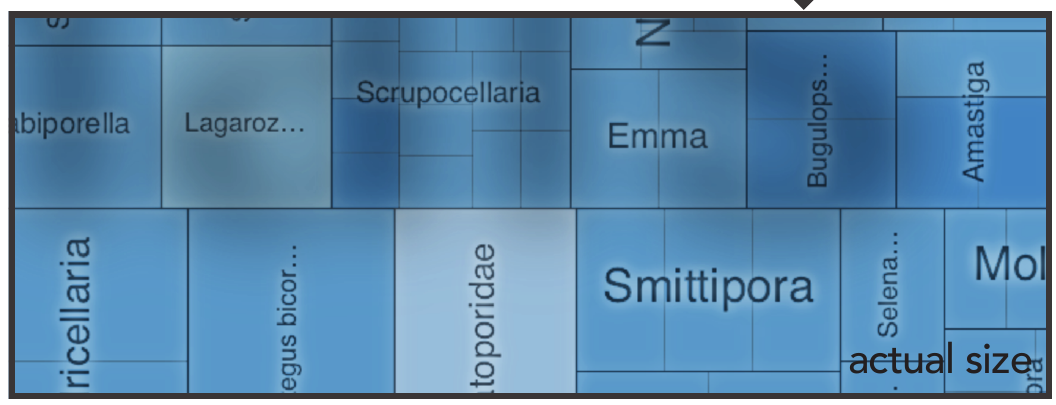 abiporella
Lagaroz...
Scrupocellaria
Emma
N
Bugulops...
Amastiga
ricellaria
egus bicor...
toporidae
Smittipora
Selena...
Mol
actual size